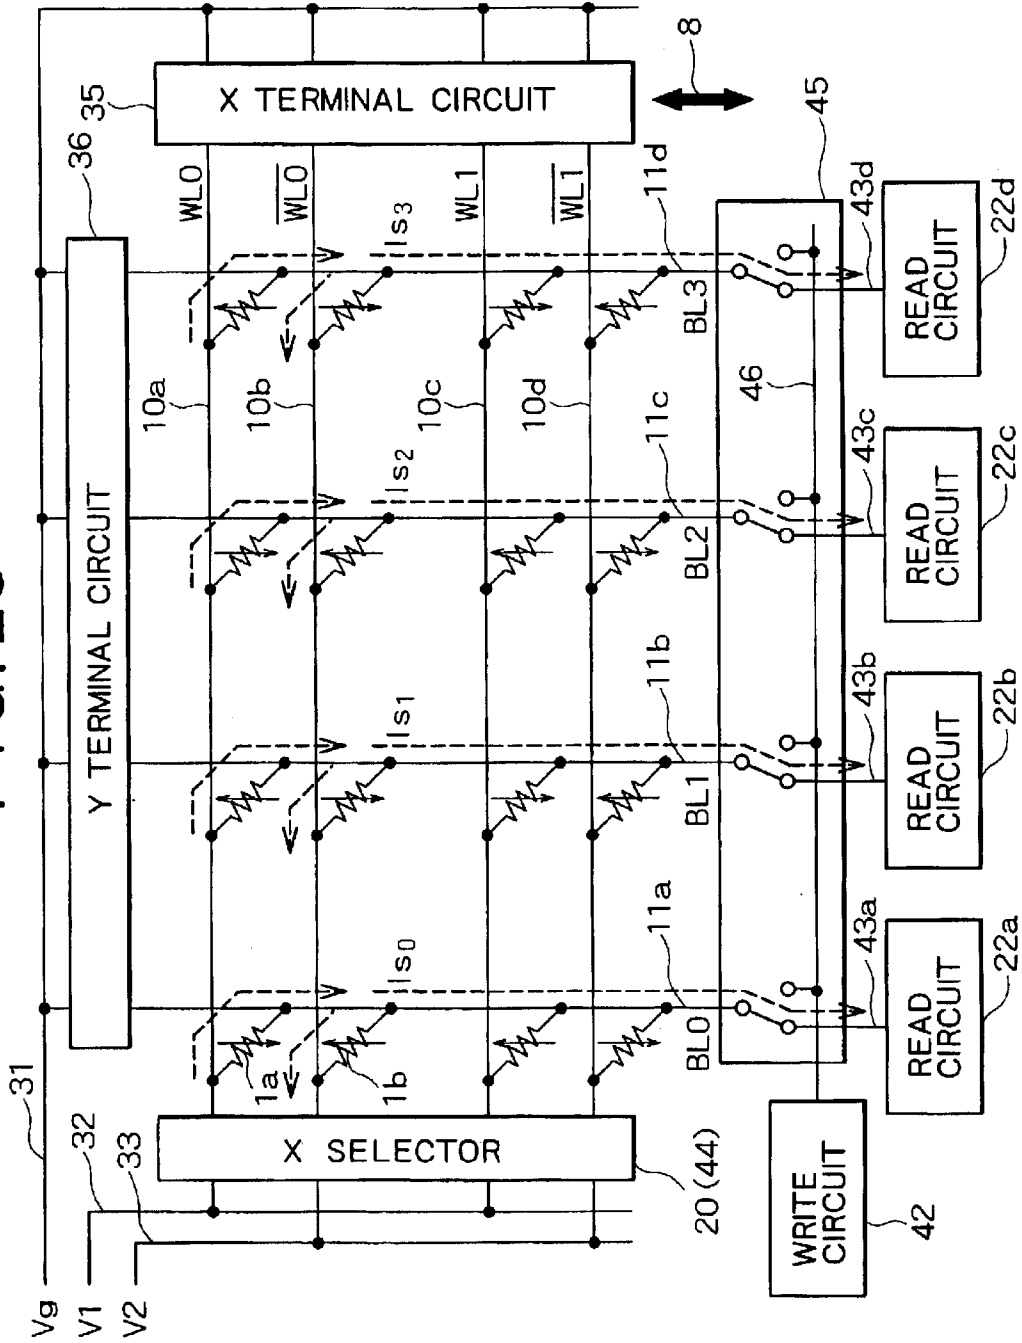 Vg
V1
V2
31
32
33
Y TERMINAL CIRCUIT
36
X SELECTOR
20(44)
X TERMINAL CIRCUIT
35
WL0
WL0
WL1
WL1
8
10a
10b
10c
10d
1a
1b
Is0
Is1
Is2
Is3
BL0
11a
BL1
11b
BL2
11c
BL3
11d
45
46
WRITE
CIRCUIT
42
43a
43b
43c
43d
READ
CIRCUIT
22a
READ
CIRCUIT
22b
READ
CIRCUIT
22c
READ
CIRCUIT
22d